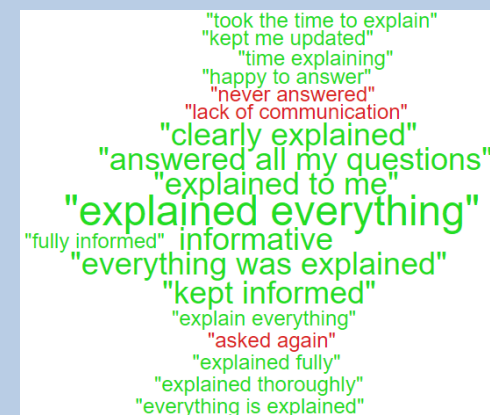 "took the time to explain"
"kept me updated"
"time explaining"
"happy to answer"
"never answered"
"lack of communication"
"clearly explained"
"answered all my questions"
"explained to me"
"explained everything"
"fully informed" informative
"everything was explained"
"kept informed"
"explain everything"
"asked again"
"explained fully"
"explained thoroughly"
"everything is explained"